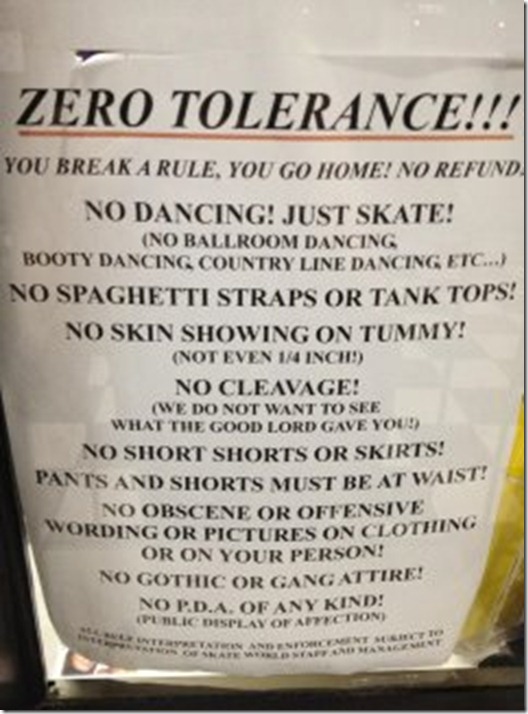 ZERO TOLERANCE!!!
YOU BREAK A RULE, YOU GO HOME! NO REFUND.
NO DANCING! JUST SKATE!
(NO BALLROOM DANCING,
BOOTY DANCING, COUNTRY LINE DANCING, ETC...)
NO SPAGHETTI STRAPS OR TANK TOPS!
NO SKIN SHOWING ON TUMMY!
(NOT EVEN 1/4 INCH!)
NO CLEAVAGE!
(WE DO NOT WANT TO SEE
WHAT THE GOOD LORD GAVE YOU!)
NO SHORT SHORTS OR SKIRTS!
PANTS AND SHORTS MUST BE AT WAIST!
NO OBSCENE OR OFFENSIVE
WORDING OR PICTURES ON CLOTHING
OR ON YOUR PERSON!
NO GOTHIC OR GANG ATTIRE!
NO P.D.A. OF ANY KIND!
(PUBLIC DISPLAY OF AFFECTION)
ALL RULE INTERPRETATION AND ENFORCEMENT SUBJECT TO
INTERPRETATION OF SKATE WORLD STAFF AND MANAGEMENT